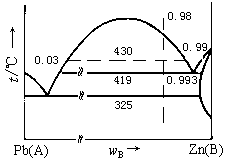 0.98
t/℃ →
0.03
430
0.99
419
0.993
325
Pb(A)
w_B →
Zn(B)